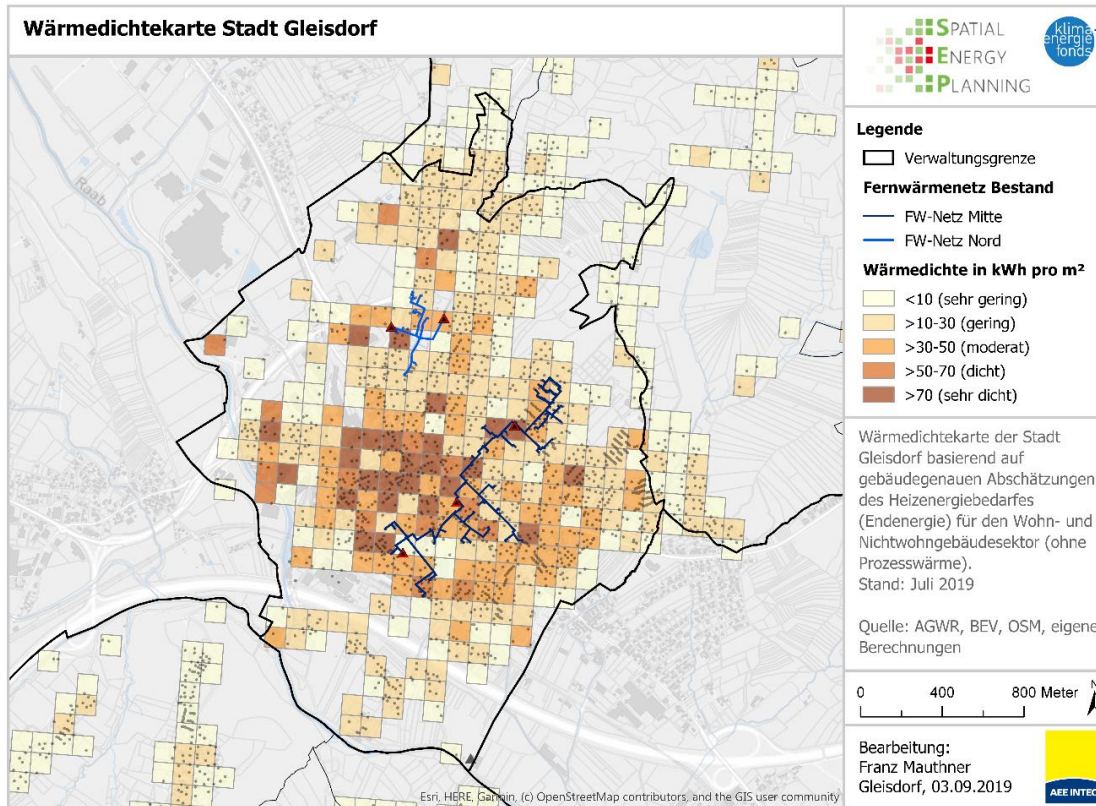 Wärmedichtekarte Stadt Gleisdorf
Raab
Esri, HERE, Garmin, (c) OpenStreetMap contributors, and the GIS user community
SPATIAL
ENERGY
PLANNING
klima+
energie
fonds
Legende
Verwaltungsgrenze
Fernwärmenetz Bestand
FW-Netz Mitte
FW-Netz Nord
Wärmedichte in kWh pro m²
<10 (sehr gering)
>10-30 (gering)
>30-50 (moderat)
>50-70 (dicht)
>70 (sehr dicht)
Wärmedichtekarte der Stadt
Gleisdorf basierend auf
gebäudegenauen Abschätzungen
des Heizenergiebedarfes
(Endenergie) für den Wohn- und
Nichtwohngebäudesektor (ohne
Prozesswärme).
Stand: Juli 2019
Quelle: AGWR, BEV, OSM, eigene
Berechnungen
0 400 800 Meter
N
Bearbeitung:
Franz Mauthner
Gleisdorf, 03.09.2019
AEE INTEC